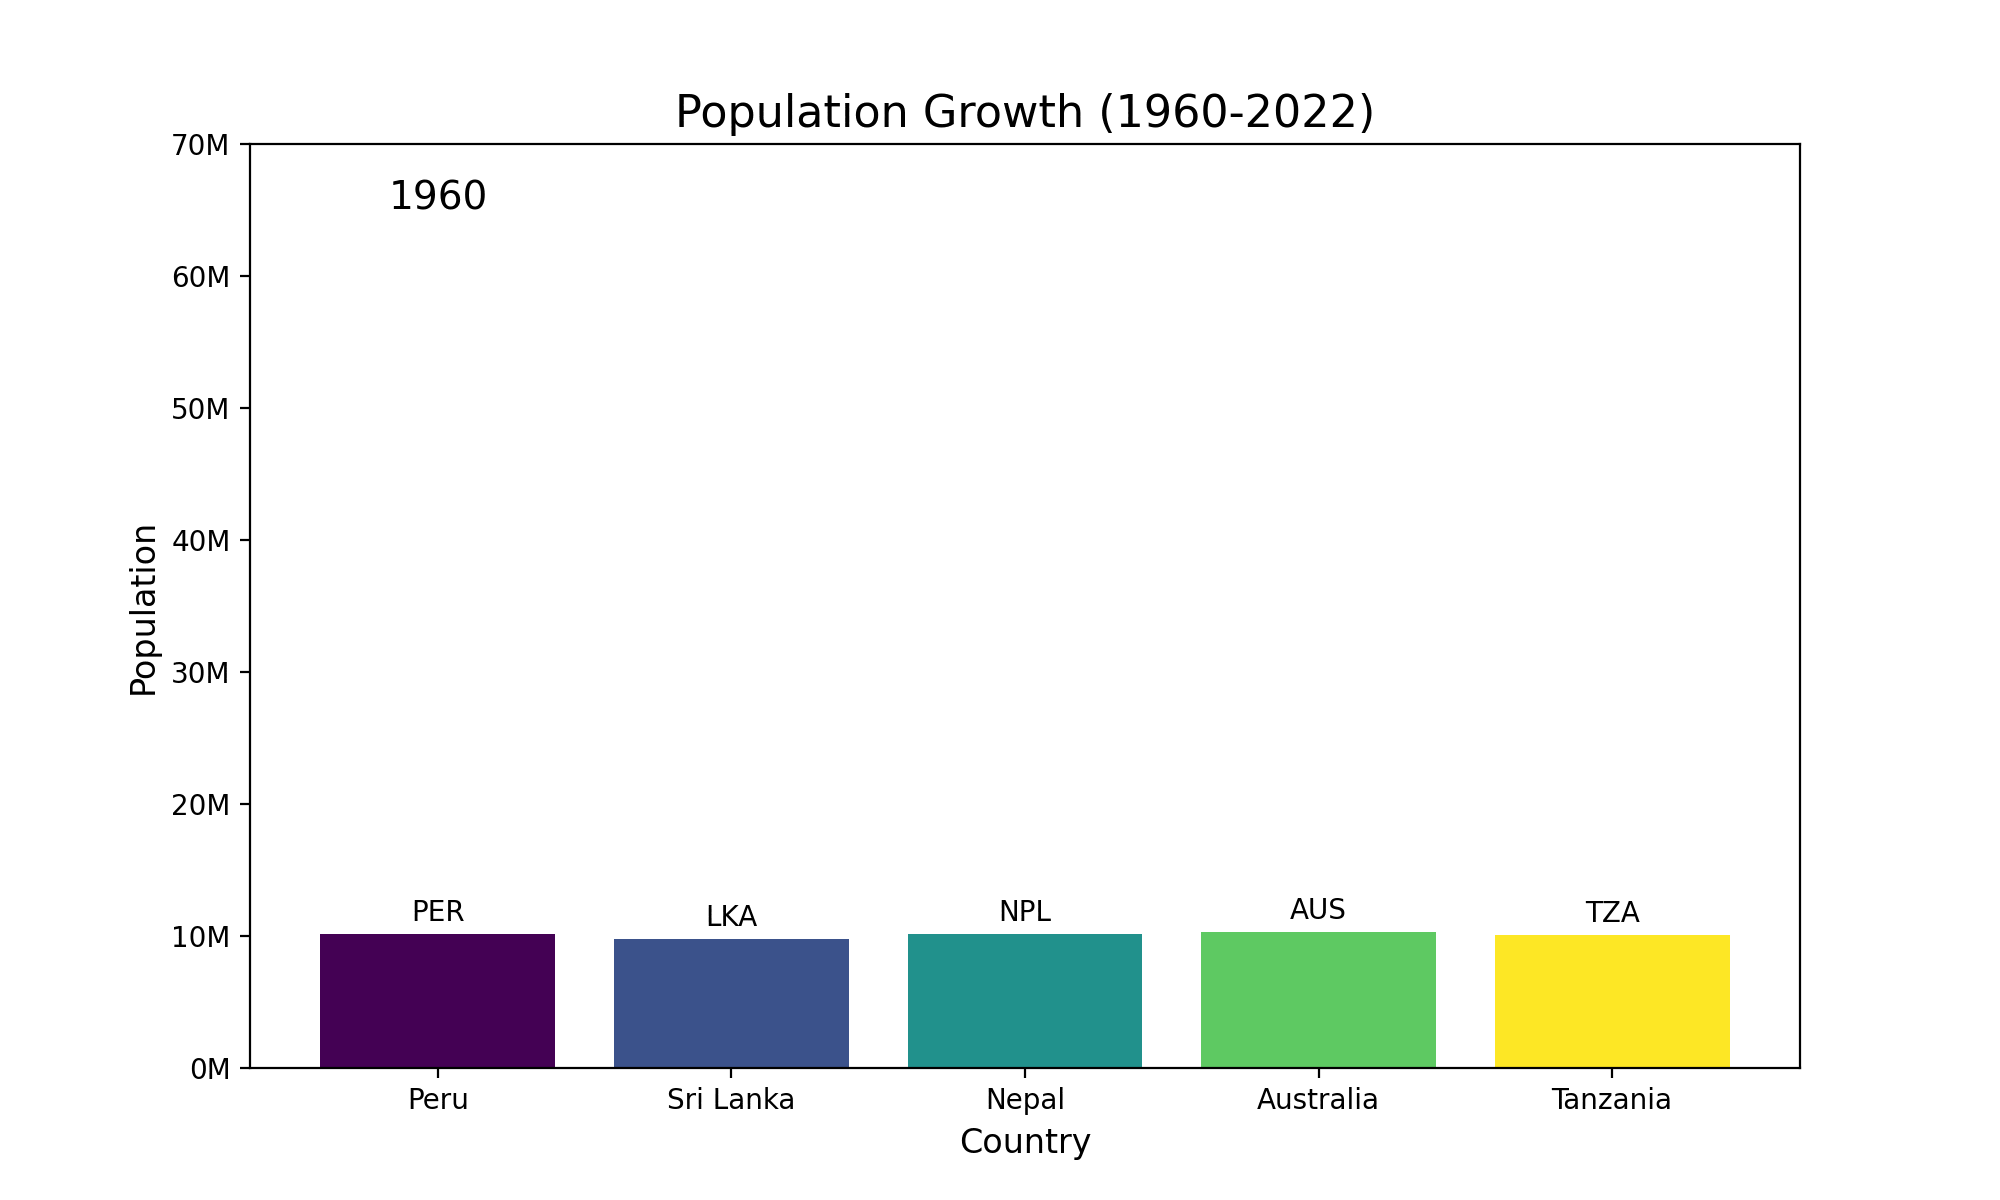 Population Growth (1960-2022)
1960
70M
60M
50M
40M
30M
20M
10M
0M
Population
PER
LKA
NPL
AUS
TZA
Peru
Sri Lanka
Nepal
Australia
Tanzania
Country